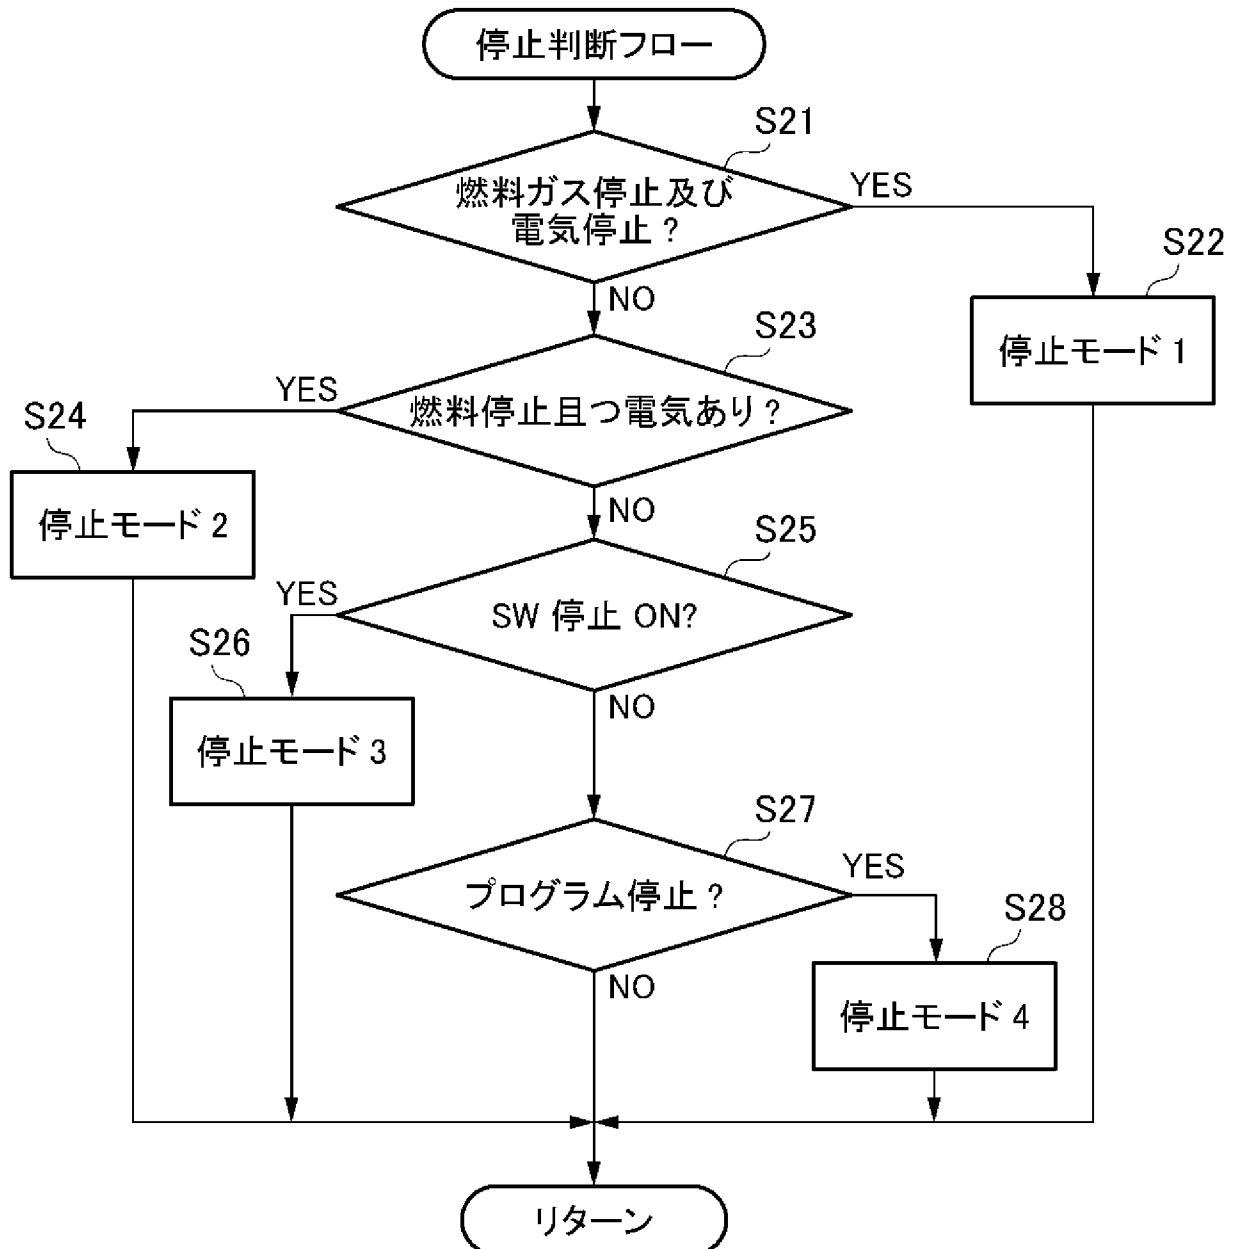 停止判断フロー
S21
燃料ガス停止及び
電気停止?
YES
NO
S22
停止モード1
S23
燃料停止且つ電気あり?
YES
NO
S24
停止モード2
S25
SW 停止 ON?
YES
NO
S26
停止モード3
S27
プログラム停止?
YES
NO
S28
停止モード4
リターン